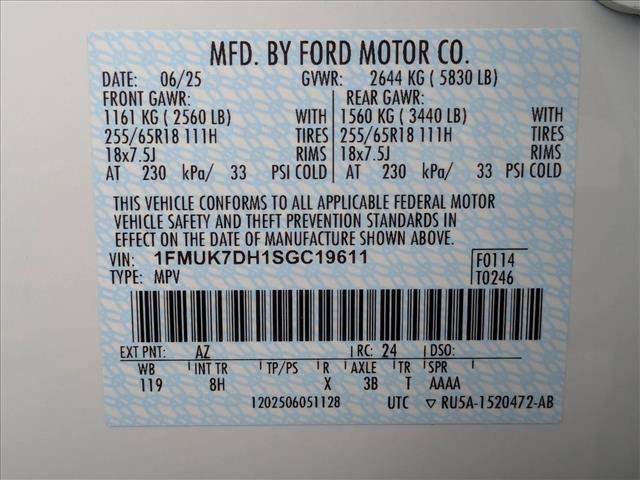 MFD. BY FORD MOTOR CO.
DATE: 06/25 GVWR: 2644 KG ( 5830 LB)
FRONT GAWR: REAR GAWR:
1161 KG ( 2560 LB) WITH 1560 KG ( 3440 LB) WITH
255/65R18 111H TIRES 255/65R18 111H TIRES
18x7.5J RIMS 18x7.5J RIMS
AT 230 kPa/ 33 PSI COLD AT 230 kPa/ 33 PSI COLD
THIS VEHICLE CONFORMS TO ALL APPLICABLE FEDERAL MOTOR
VEHICLE SAFETY AND THEFT PREVENTION STANDARDS IN
EFFECT ON THE DATE OF MANUFACTURE SHOWN ABOVE.
VIN: 1FMUK7DH1SGC19611 F0114
TYPE: MPV T0246
EXT PNT: AZ RC: 24 DSO:
WB INT TR TP/PS R AXLE TR SPR
119 8H X 3B T AAAA
1202506051128 UTC ▽ RU5A-1520472-AB